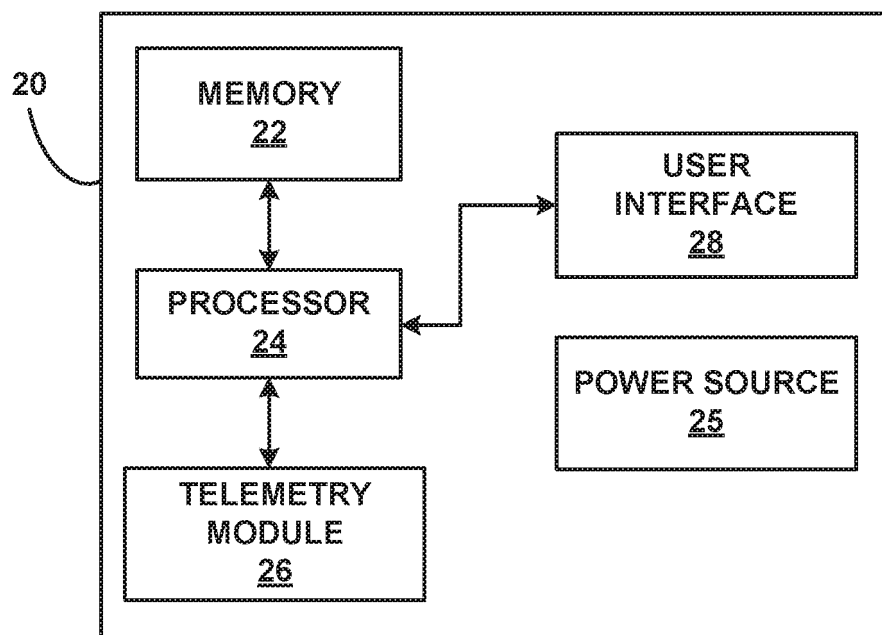 20
MEMORY
22
USER
INTERFACE
28
PROCESSOR
24
POWER SOURCE
25
TELEMETRY
MODULE
26